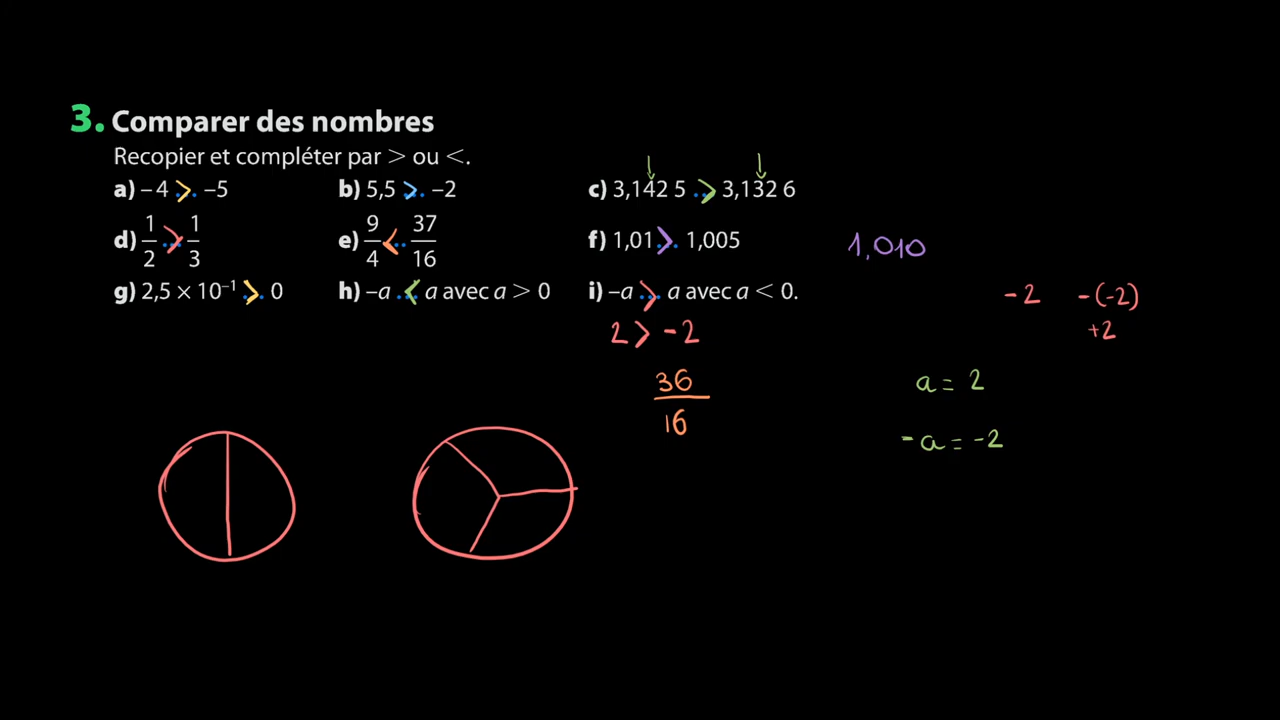 3. Comparer des nombres
Recopier et compléter par > ou <.
a) –4 > –5 b) 5,5 > –2 c) 3,142 5 > 3,132 6
d) 1/2 > 1/3 e) 9/4 < 37/16 f) 1,01 > 1,005 1,010
g) 2,5 × 10⁻¹ > 0 h) –a < a avec a > 0 i) –a > a avec a < 0. -2 -(-2)
2 > -2 +2
36/16 a = 2
-a = -2